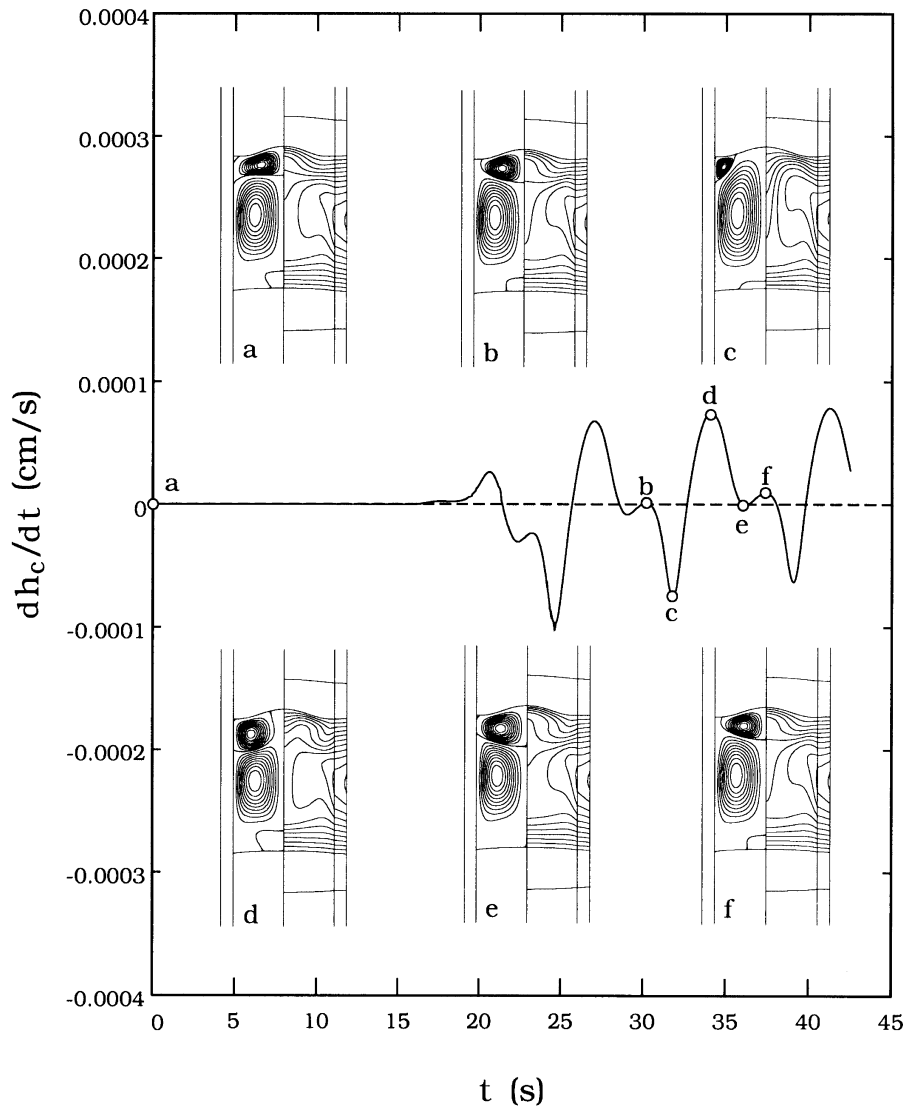 0.0004
0.0003
0.0002
0.0001
0
-0.0001
-0.0002
-0.0003
-0.0004
dh_c/dt (cm/s)
a
b
c
a
b
c
d
e
f
d
e
f
0 5 10 15 20 25 30 35 40 45
t (s)